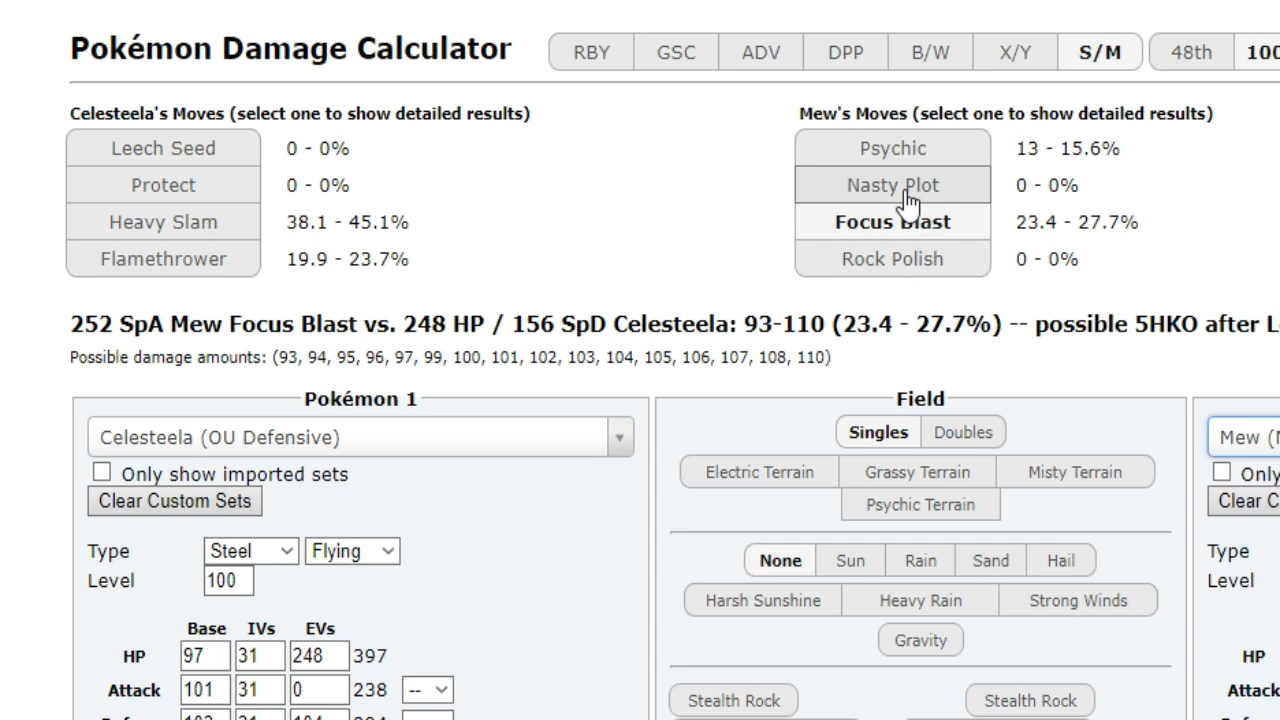 Pokémon Damage Calculator RBY GSC ADV DPP B/W X/Y S/M 48th 100
Celesteela's Moves (select one to show detailed results) Mew's Moves (select one to show detailed results)
Leech Seed 0 - 0% Psychic 13 - 15.6%
Protect 0 - 0% Nasty Plot 0 - 0%
Heavy Slam 38.1 - 45.1% Focus Blast 23.4 - 27.7%
Flamethrower 19.9 - 23.7% Rock Polish 0 - 0%
252 SpA Mew Focus Blast vs. 248 HP / 156 SpD Celesteela: 93-110 (23.4 - 27.7%) -- possible 5HKO after
Possible damage amounts: (93, 94, 95, 96, 97, 99, 100, 101, 102, 103, 104, 105, 106, 107, 108, 110)
Pokémon 1 Field
Celesteela (OU Defensive) Singles Doubles Mew
Only show imported sets Electric Terrain Grassy Terrain Misty Terrain Only
Clear Custom Sets Psychic Terrain Clear
Type Steel Flying None Sun Rain Sand Hail Type
Level 100 Harsh Sunshine Heavy Rain Strong Winds Level
Base IVs EVs Gravity
HP 97 31 248 397 HP
Attack 101 31 0 238 -- Stealth Rock Stealth Rock Attack